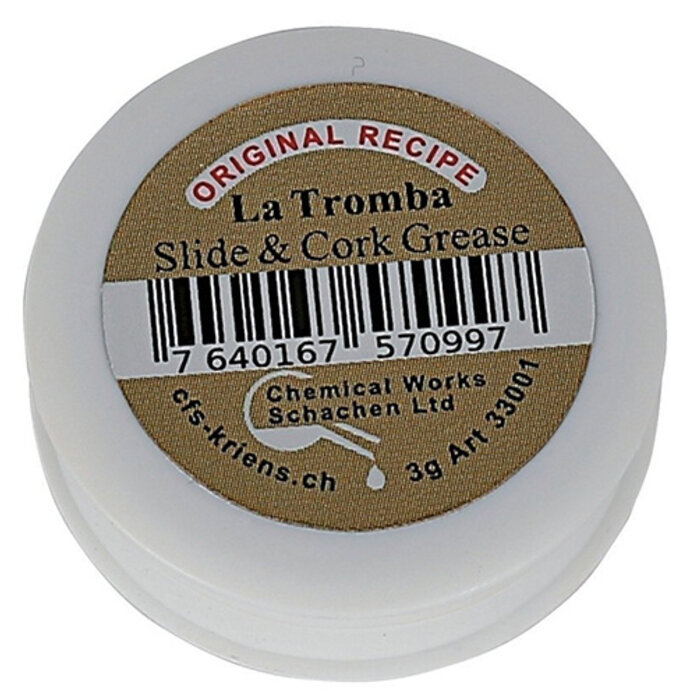 ORIGINAL RECIPE
La Tromba
Slide & Cork Grease
7 640167 570997
Chemical Works
Schachen Ltd
cfs-kriens.ch
3g Art 33001